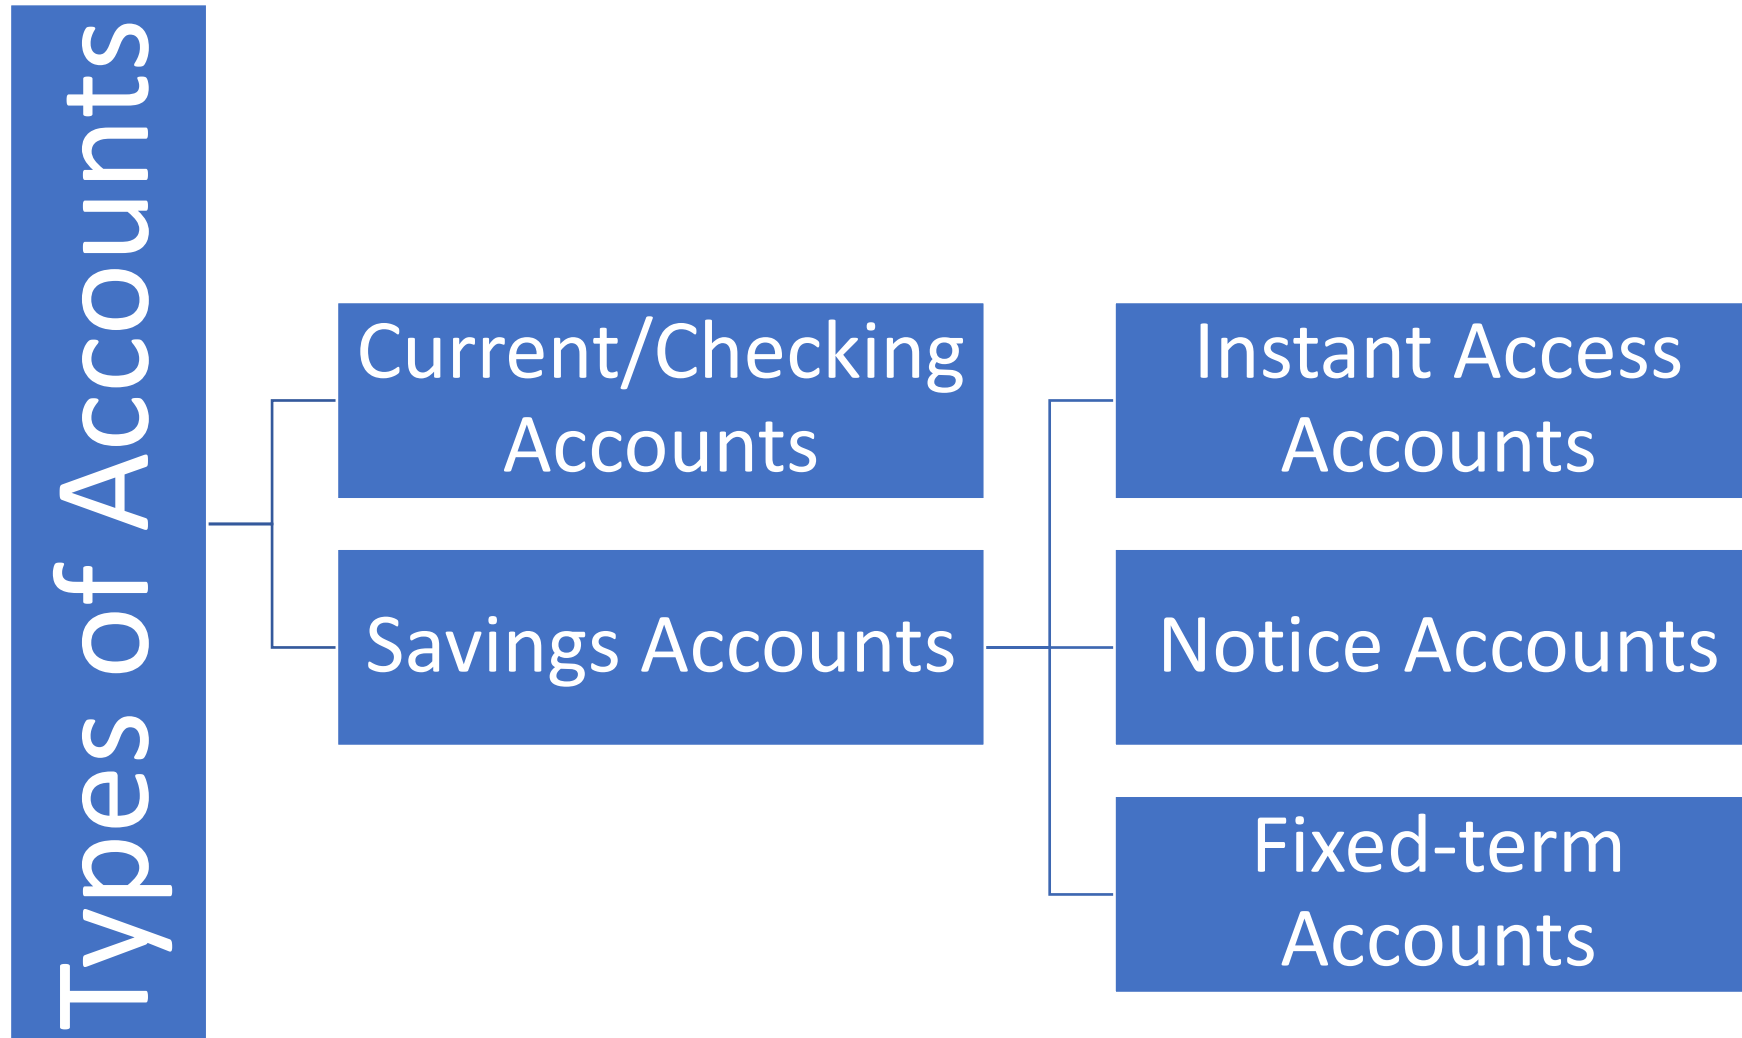 Types of Accounts
Current/Checking
Accounts
Savings Accounts
Instant Access
Accounts
Notice Accounts
Fixed-term
Accounts